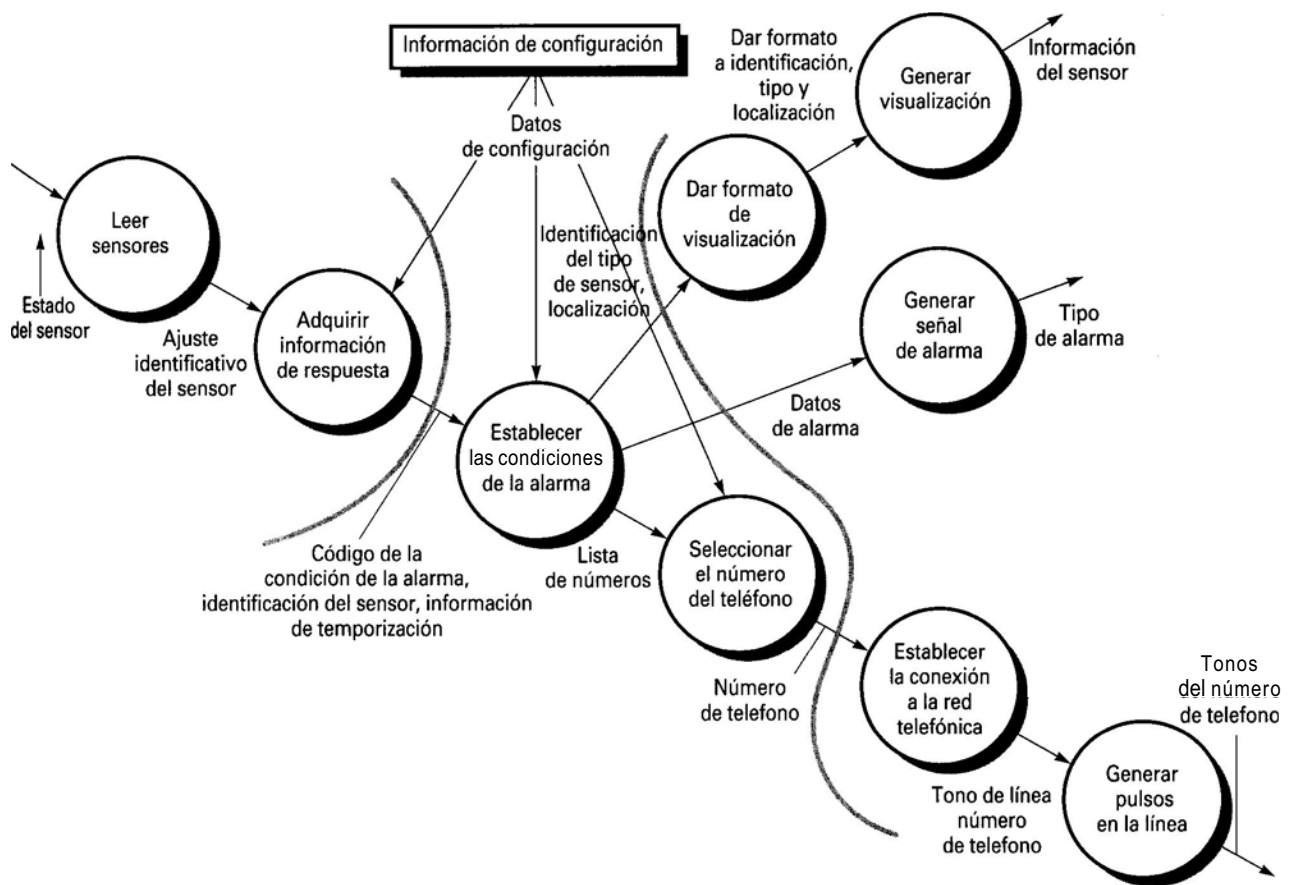 Información de configuración
Datos
de configuración
Dar formato
a identificación,
tipo y
localización
Generar
visualización
Información
del sensor
Leer
sensores
Estado
del sensor
Ajuste
identificativo
del sensor
Adquirir
información
de respuesta
Identificación
del tipo
de sensor,
localización
Dar formato
de
visualización
Generar
señal
de alarma
Tipo
de alarma
Datos
de alarma
Establecer
las condiciones
de la alarma
Código de la
condición de la alarma,
identificación del sensor, información
de temporización
Lista
de números
Seleccionar
el número
del teléfono
Número
de telefono
Establecer
la conexión
a la red
telefónica
Tono de línea
número
de telefono
Generar
pulsos
en la línea
Tonos
del número
de telefono